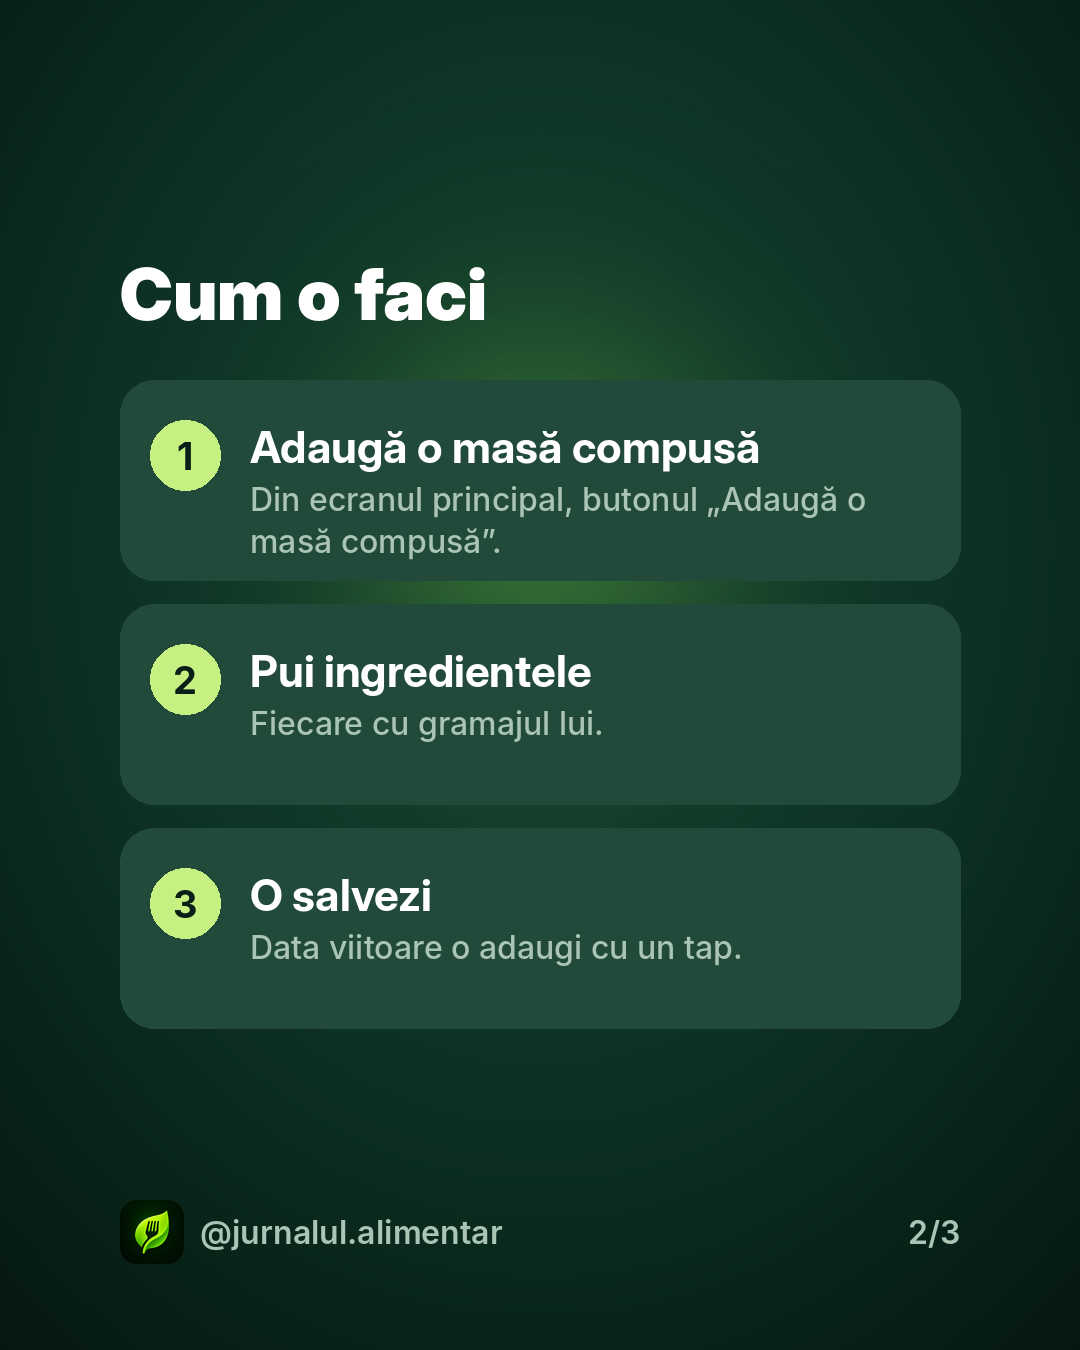 Cum o faci
1
Adaugă o masă compusă
Din ecranul principal, butonul „Adaugă o
masă compusă”.
2
Pui ingredientele
Fiecare cu gramajul lui.
3
O salvezi
Data viitoare o adaugi cu un tap.
@jurnalul.alimentar
2/3